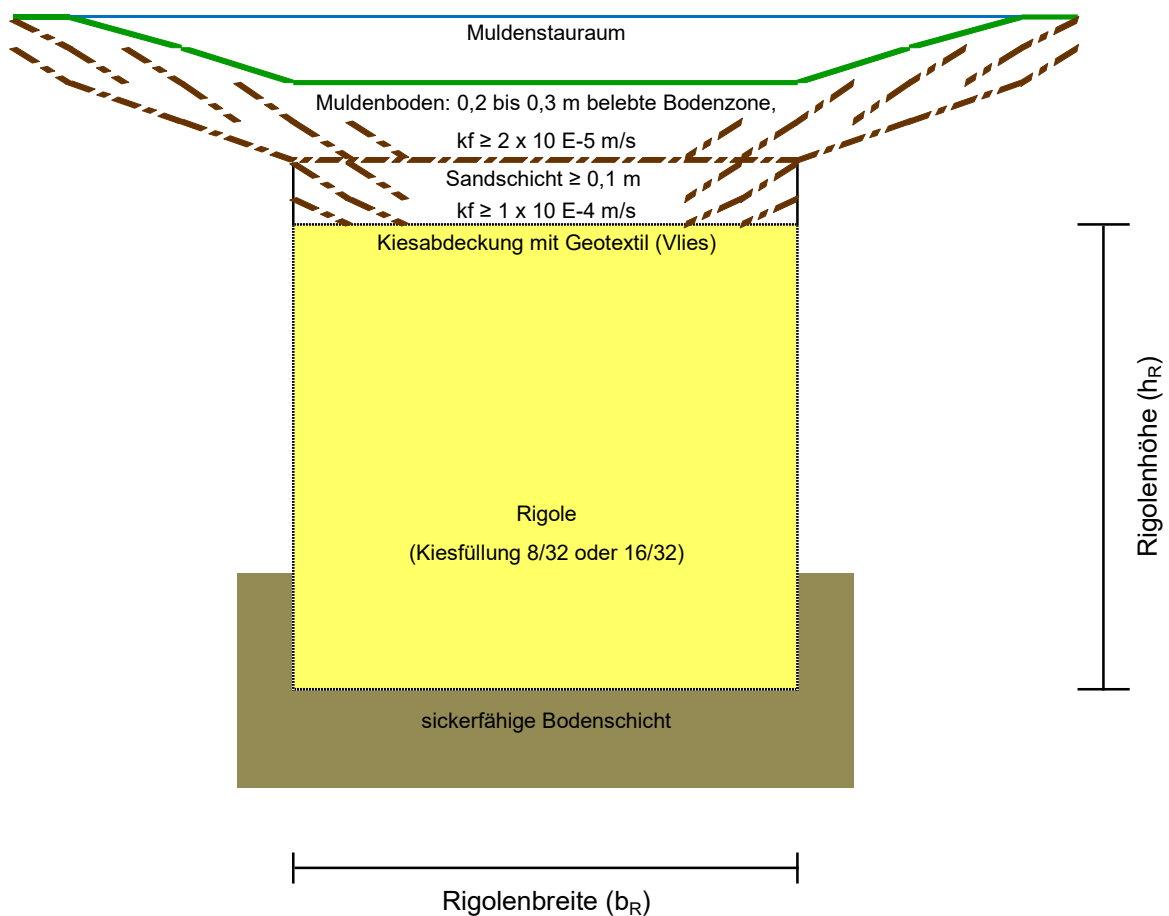 Muldenstauraum
Muldenboden: 0,2 bis 0,3 m belebte Bodenzone,
kf ≥ 2 x 10 E-5 m/s
Sandschicht ≥ 0,1 m
kf ≥ 1 x 10 E-4 m/s
Kiesabdeckung mit Geotextil (Vlies)
Rigolenhöhe (hR)
Rigole
(Kiesfüllung 8/32 oder 16/32)
sickerfähige Bodenschicht
Rigolenbreite (bR)